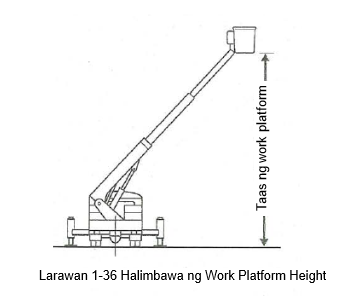 Taas ng work platform
Larawan 1-36 Halimbawa ng Work Platform Height